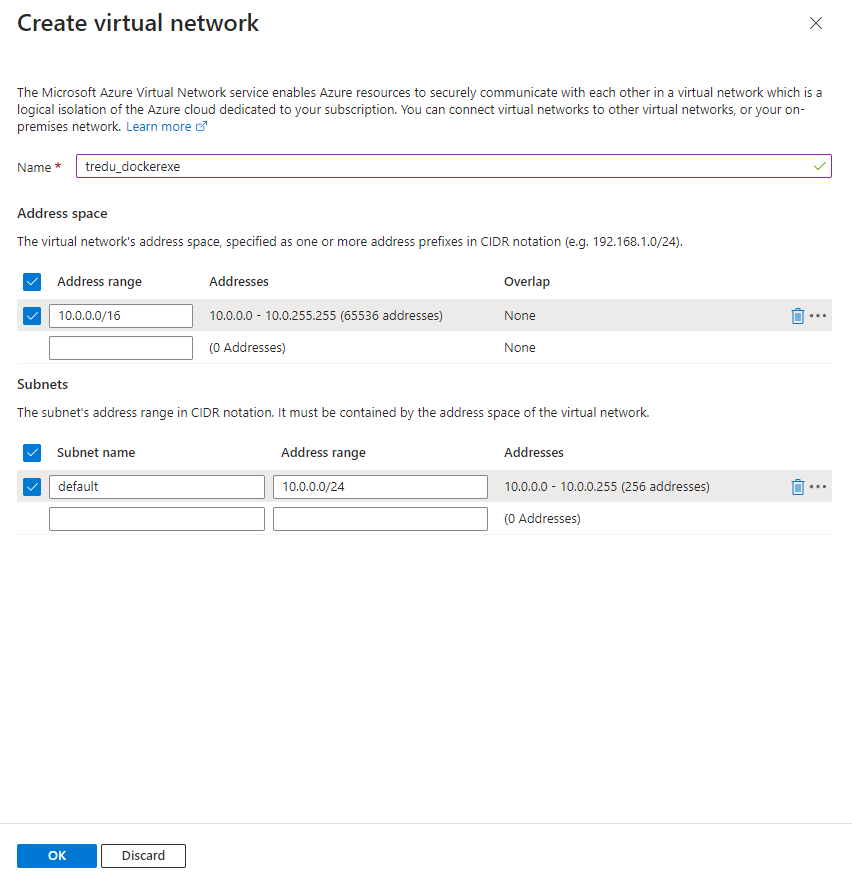 Create virtual network
The Microsoft Azure Virtual Network service enables Azure resources to securely communicate with each other in a virtual network which is a
logical isolation of the Azure cloud dedicated to your subscription. You can connect virtual networks to other virtual networks, or your on-
premises network. Learn more
Name * tredu_dockerexe
Address space
The virtual network's address space, specified as one or more address prefixes in CIDR notation (e.g. 192.168.1.0/24).
Address range Addresses Overlap
10.0.0.0/16 10.0.0.0 - 10.0.255.255 (65536 addresses) None
(0 Addresses) None
Subnets
The subnet's address range in CIDR notation. It must be contained by the address space of the virtual network.
Subnet name Address range Addresses
default 10.0.0.0/24 10.0.0.0 - 10.0.0.255 (256 addresses)
(0 Addresses)
OK Discard